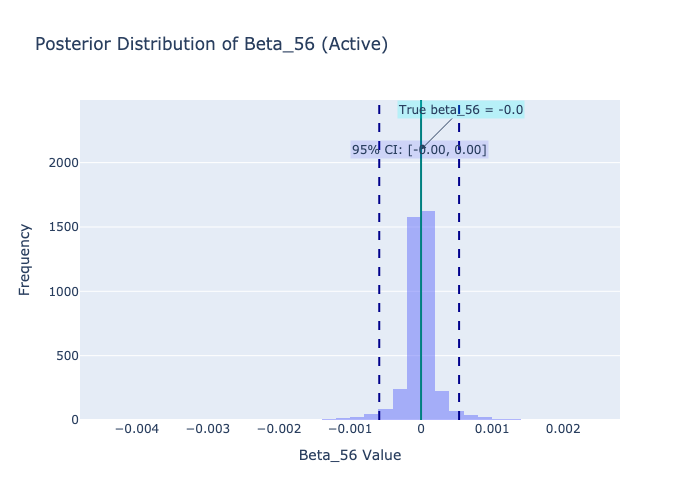 Posterior Distribution of Beta_56 (Active)
True beta_56 = -0.0
95% CI: [-0.00, 0.00]
2000
1500
1000
500
0
Frequency
−0.004 −0.003 −0.002 −0.001 0 0.001 0.002
Beta_56 Value